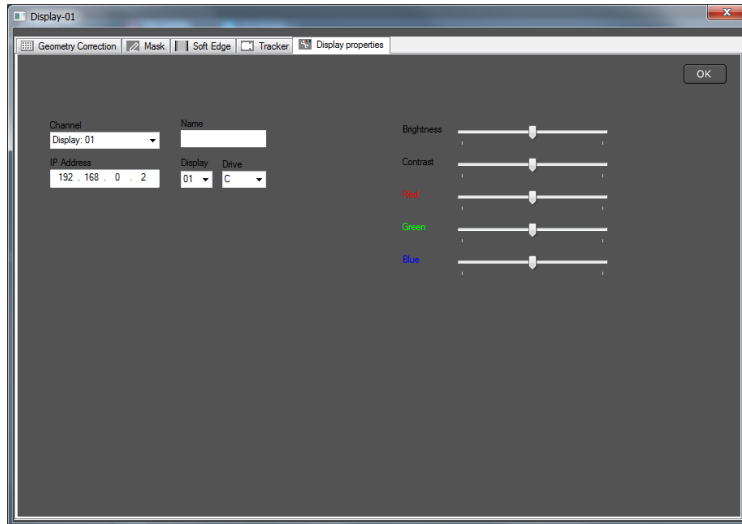 Display-01
Geometry Correction Mask Soft Edge Tracker Display properties
OK
Channel
Display: 01
Name
IP Address
192 . 168 . 0 . 2
Display
01
Drive
C
Brightness
Contrast
Red
Green
Blue